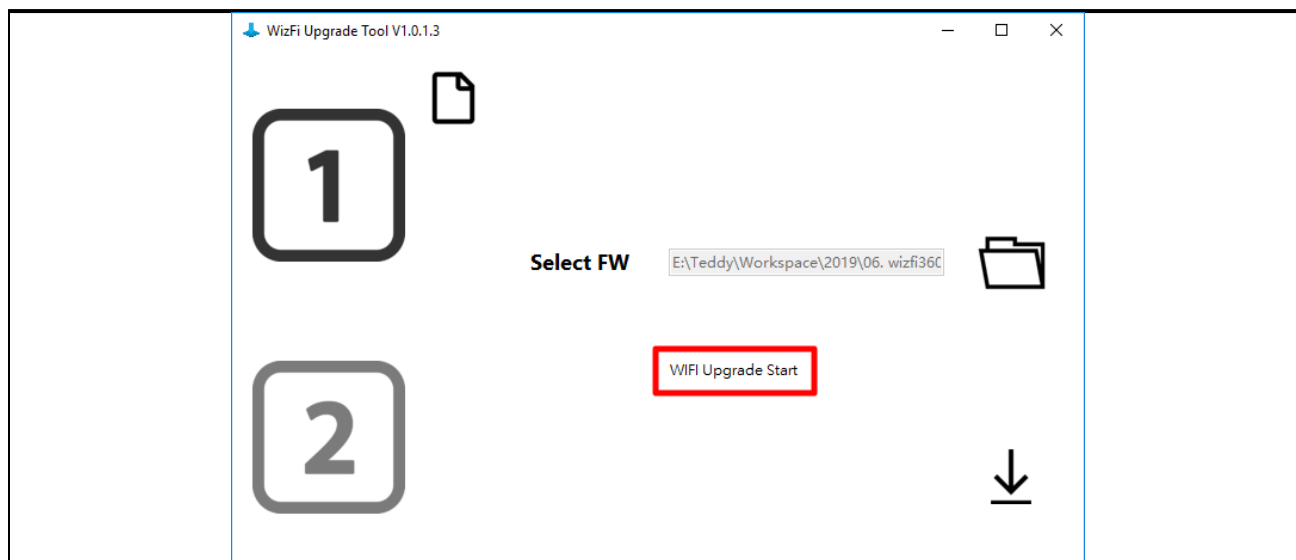 WizFi Upgrade Tool V1.0.1.3
1
Select FW
E:\Teddy\Workspace\2019\06. wizfi360
WIFI Upgrade Start
2